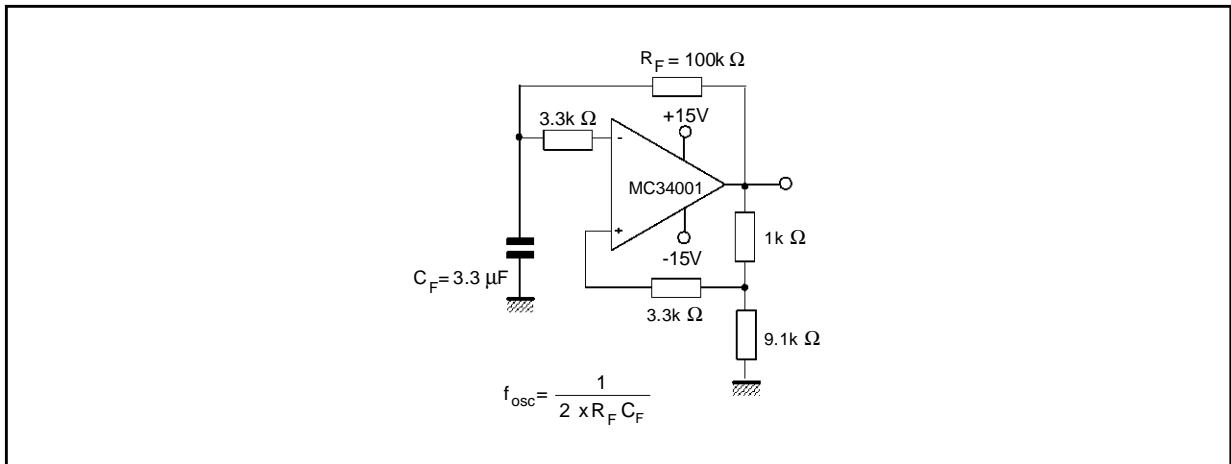 R_F = 100k Ω
3.3k Ω
+15V
-
MC34001
+
-15V
1k Ω
C_F = 3.3 µF
3.3k Ω
9.1k Ω
f_osc = 1 / 2 x R_F C_F